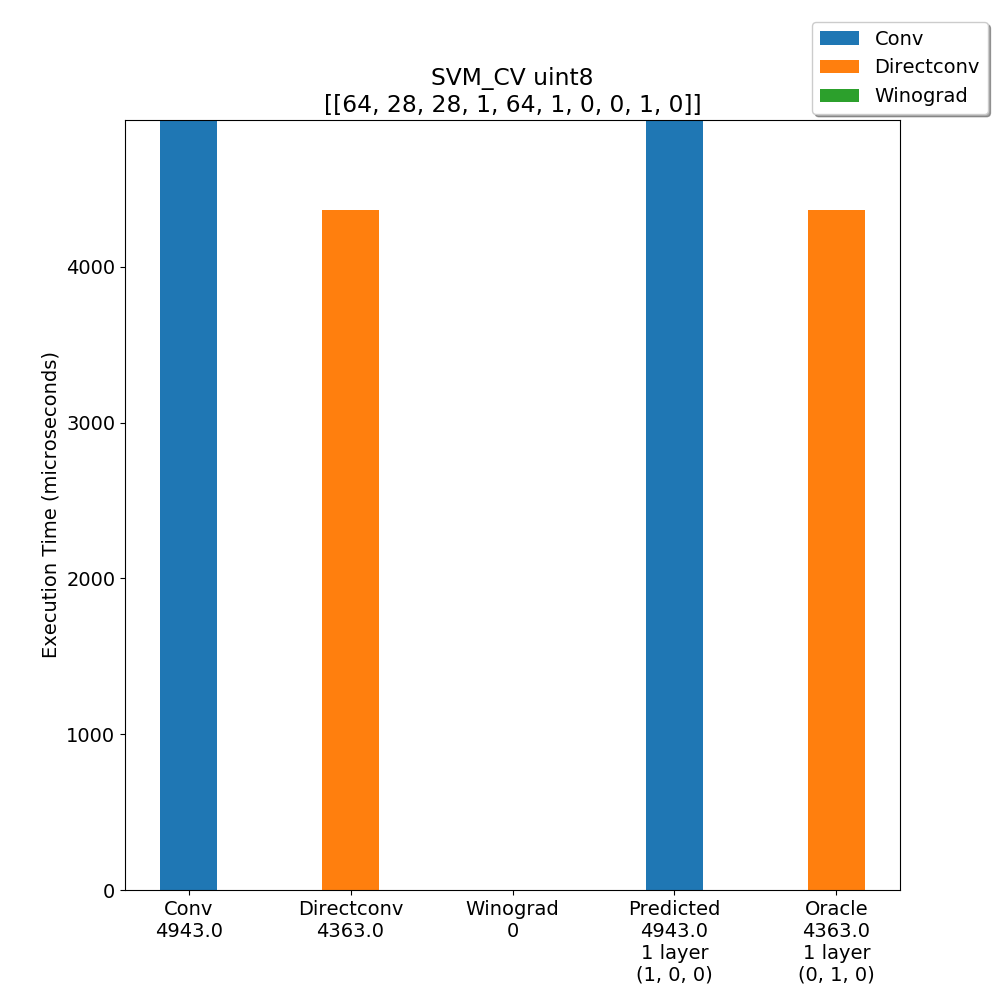 Conv
Directconv
Winograd
SVM_CV uint8
[[64, 28, 28, 1, 64, 1, 0, 0, 1, 0]]
Execution Time (microseconds)
4000
3000
2000
1000
0
Conv
4943.0
Directconv
4363.0
Winograd
0
Predicted
4943.0
1 layer
(1, 0, 0)
Oracle
4363.0
1 layer
(0, 1, 0)